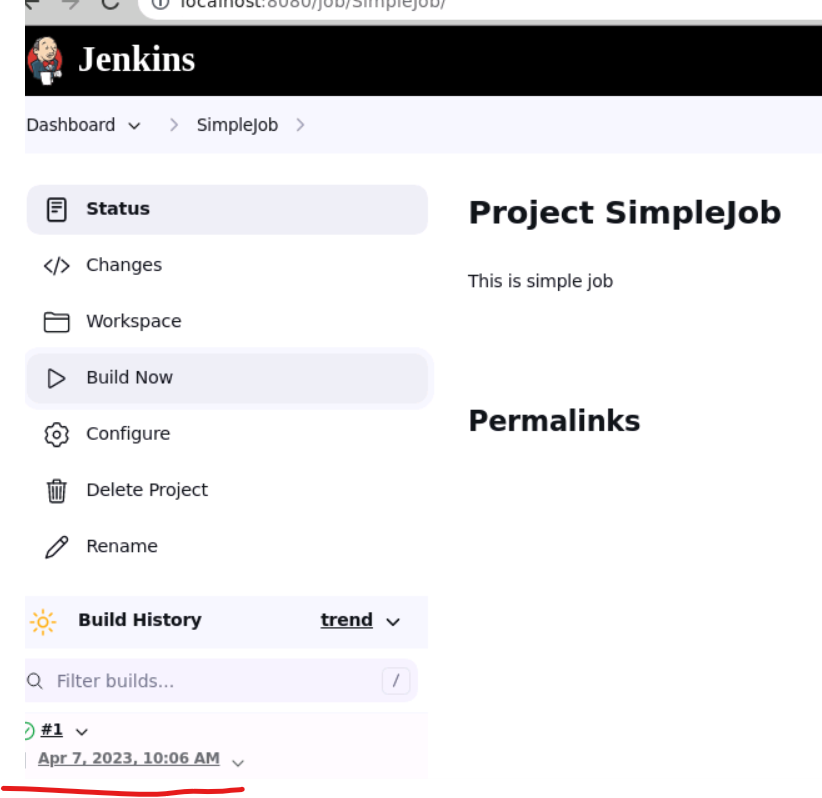 localhost:8080/job/SimpleJob/
Jenkins
Dashboard
SimpleJob
Status
Changes
Workspace
Build Now
Configure
Delete Project
Rename
Project SimpleJob
This is simple job
Permalinks
Build History trend
Filter builds... /
#1
Apr 7, 2023, 10:06 AM